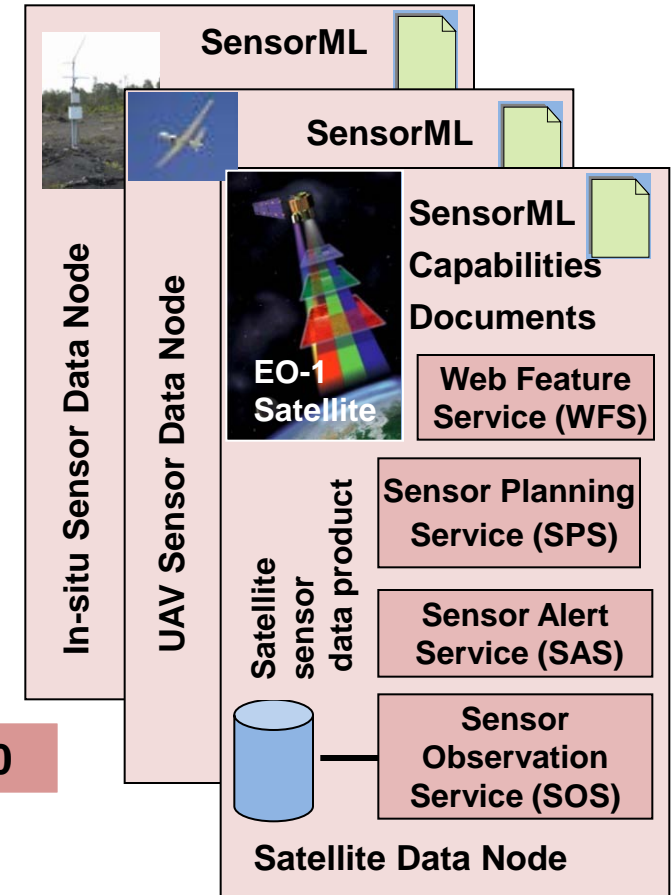 SensorML
SensorML
SensorML
Capabilities
Documents
EO-1
Satellite
Web Feature
Service (WFS)
Sensor Planning
Service (SPS)
Sensor Alert
Service (SAS)
Sensor
Observation
Service (SOS)
Satellite
sensor
data product
Satellite Data Node
In-situ Sensor Data Node
UAV Sensor Data Node
0